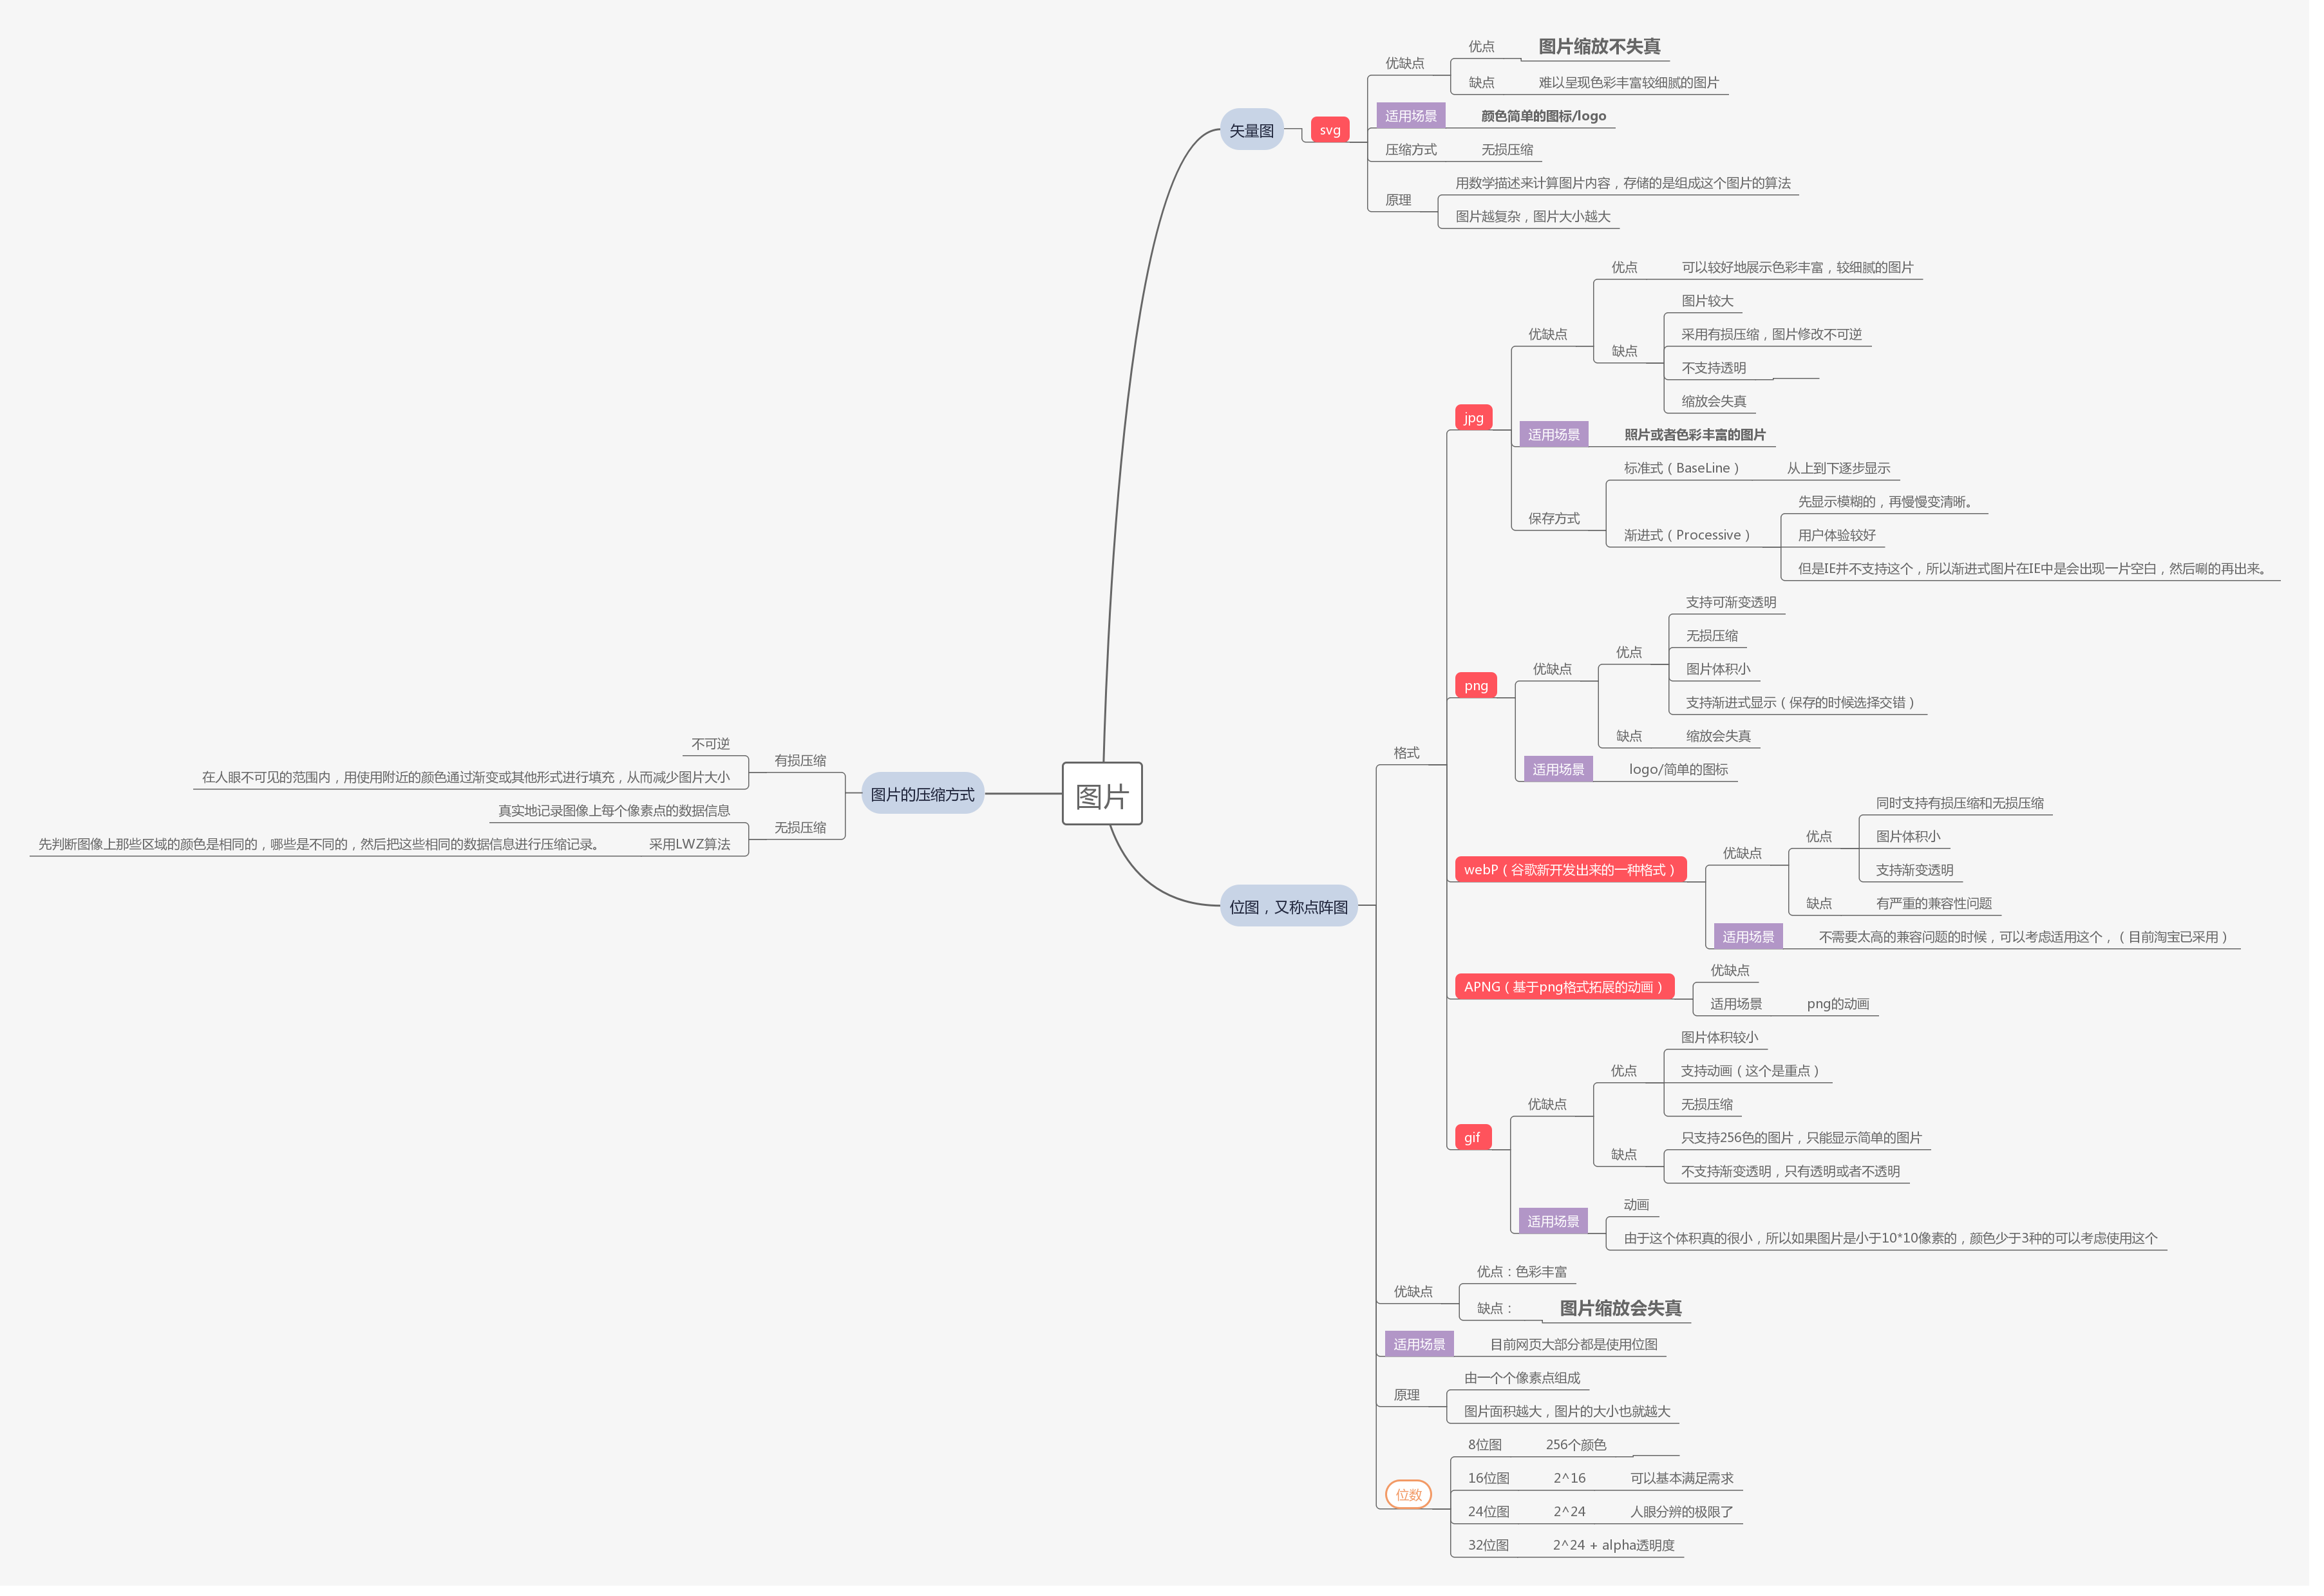 图片
矢量图
svg
优缺点
优点
图片缩放不失真
缺点
难以呈现色彩丰富较细腻的图片
适用场景
颜色简单的图标/logo
压缩方式
无损压缩
原理
用数学描述来计算图片内容，存储的是组成这个图片的算法
图片越复杂，图片大小越大
位图，又称点阵图
格式
jpg
优缺点
优点
可以较好地展示色彩丰富，较细腻的图片
缺点
图片较大
采用有损压缩，图片修改不可逆
不支持透明
缩放会失真
适用场景
照片或者色彩丰富的图片
保存方式
标准式（BaseLine）
从上到下逐步显示
渐进式（Processive）
先显示模糊的，再慢慢变清晰。
用户体验较好
但是IE并不支持这个，所以渐进式图片在IE中是会出现一片空白，然后唰的再出来。
png
优缺点
优点
支持可渐变透明
无损压缩
图片体积小
支持渐进式显示（保存的时候选择交错）
缺点
缩放会失真
适用场景
logo/简单的图标
webP（谷歌新开发出来的一种格式）
优缺点
优点
同时支持有损压缩和无损压缩
图片体积小
支持渐变透明
缺点
有严重的兼容性问题
适用场景
不需要太高的兼容问题的时候，可以考虑适用这个，（目前淘宝已采用）
APNG（基于png格式拓展的动画）
优缺点
适用场景
png的动画
gif
优缺点
优点
图片体积较小
支持动画（这个是重点）
无损压缩
缺点
只支持256色的图片，只能显示简单的图片
不支持渐变透明，只有透明或者不透明
适用场景
动画
由于这个体积真的很小，所以如果图片是小于10*10像素的，颜色少于3种的可以考虑使用这个
优缺点
优点：色彩丰富
缺点：
图片缩放会失真
适用场景
目前网页大部分都是使用位图
原理
由一个个像素点组成
图片面积越大，图片的大小也就越大
位数
8位图
256个颜色
16位图
2^16
可以基本满足需求
24位图
2^24
人眼分辨的极限了
32位图
2^24 + alpha透明度
图片的压缩方式
有损压缩
不可逆
在人眼不可见的范围内，用使用附近的颜色通过渐变或其他形式进行填充，从而减少图片大小
无损压缩
真实地记录图像上每个像素点的数据信息
采用LWZ算法
先判断图像上那些区域的颜色是相同的，哪些是不同的，然后把这些相同的数据信息进行压缩记录。